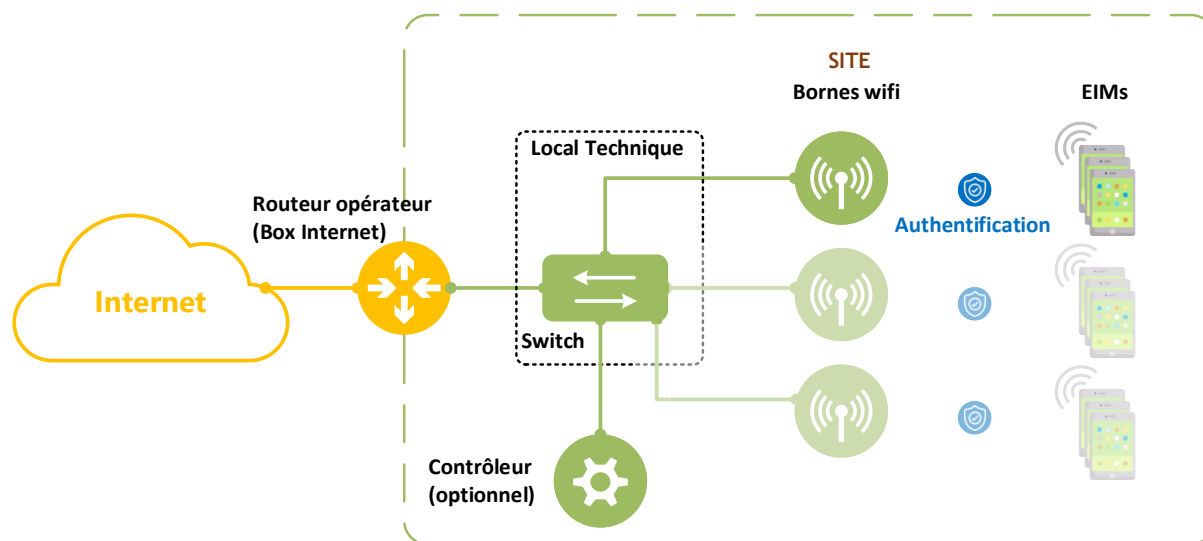 SITE
Bornes wifi
EIMs
Local Technique
Routeur opérateur
(Box Internet)
Authentification
Internet
Switch
Contrôleur
(optionnel)